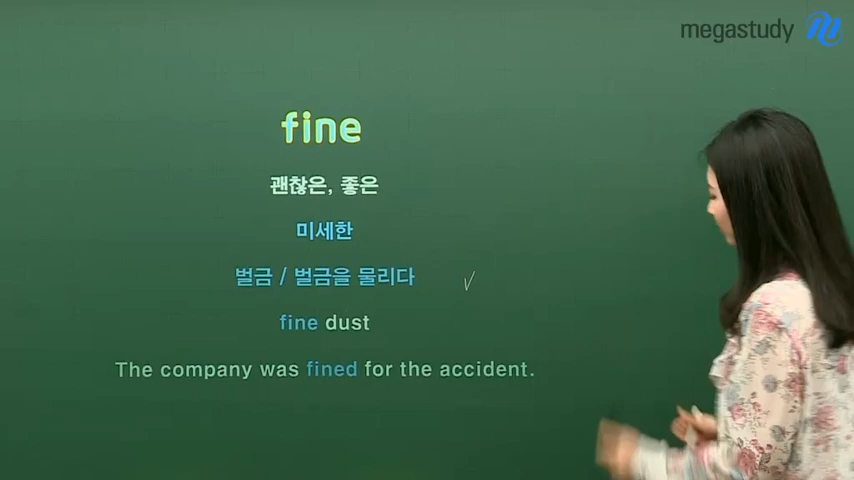 megastudy
fine
괜찮은, 좋은
미세한
벌금 / 벌금을 물리다
fine dust
The company was fined for the accident.